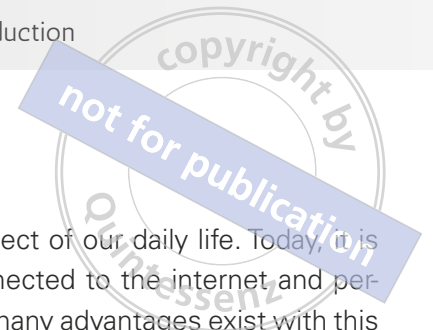 duction
copyright by
not for publication
Quintessenz
ect of our daily life. Today, it is
nected to the internet and per-
many advantages exist with this